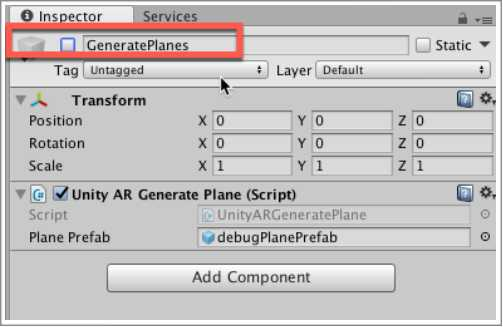 Inspector Services
GeneratePlanes Static
Tag Untagged Layer Default
Transform
Position X 0 Y 0 Z 0
Rotation X 0 Y 0 Z 0
Scale X 1 Y 1 Z 1
Unity AR Generate Plane (Script)
Script UnityARGeneratePlane
Plane Prefab debugPlanePrefab
Add Component